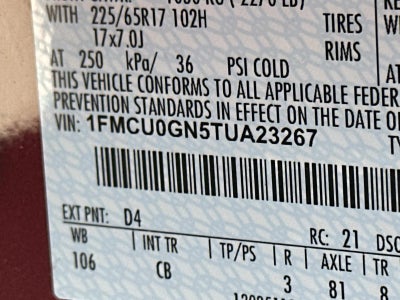 WITH 225/65R17 102H TIRES
17x7.0J RIMS
AT 250 kPa/ 36 PSI COLD AT
THIS VEHICLE CONFORMS TO ALL APPLICABLE FEDER
PREVENTION STANDARDS IN EFFECT ON THE DATE O
VIN: 1FMCU0GN5TUA23267
EXT PNT: D4 RC: 21 DSO
WB INT TR TP/PS R AXLE TR
106 CB 3 81 8